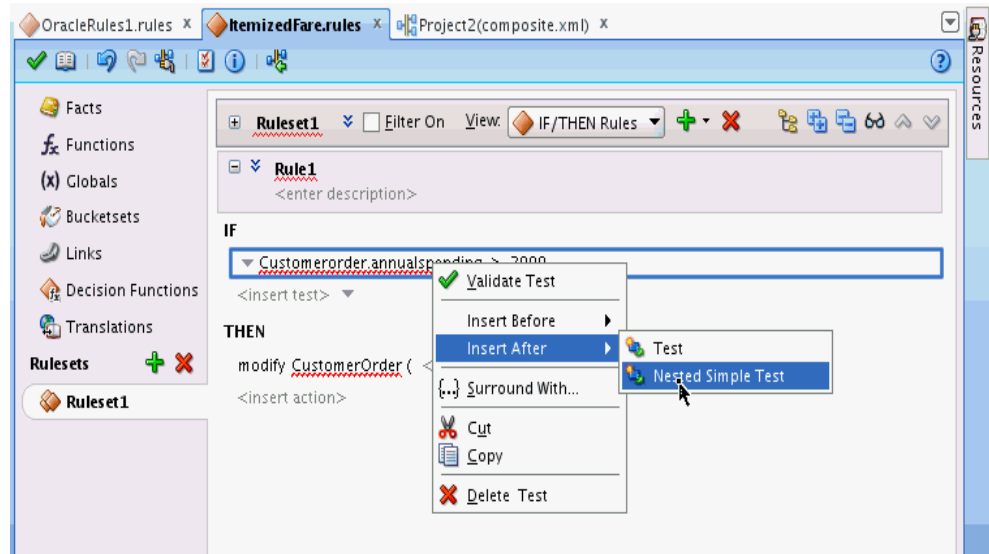 OracleRules1.rules x ItemizedFare.rules x Project2(composite.xml) x
Resources
Facts
Functions
(x) Globals
Bucketsets
Links
Decision Functions
Translations
Rulesets
Ruleset1
Ruleset1 Filter On View: IF/THEN Rules
Rule1
<enter description>
IF
Customerorder.annualspending > 2000
<insert test>
THEN
modify CustomerOrder ( <
<insert action>
Validate Test
Insert Before
Insert After
{...} Surround With...
Cut
Copy
Delete Test
Test
Nested Simple Test